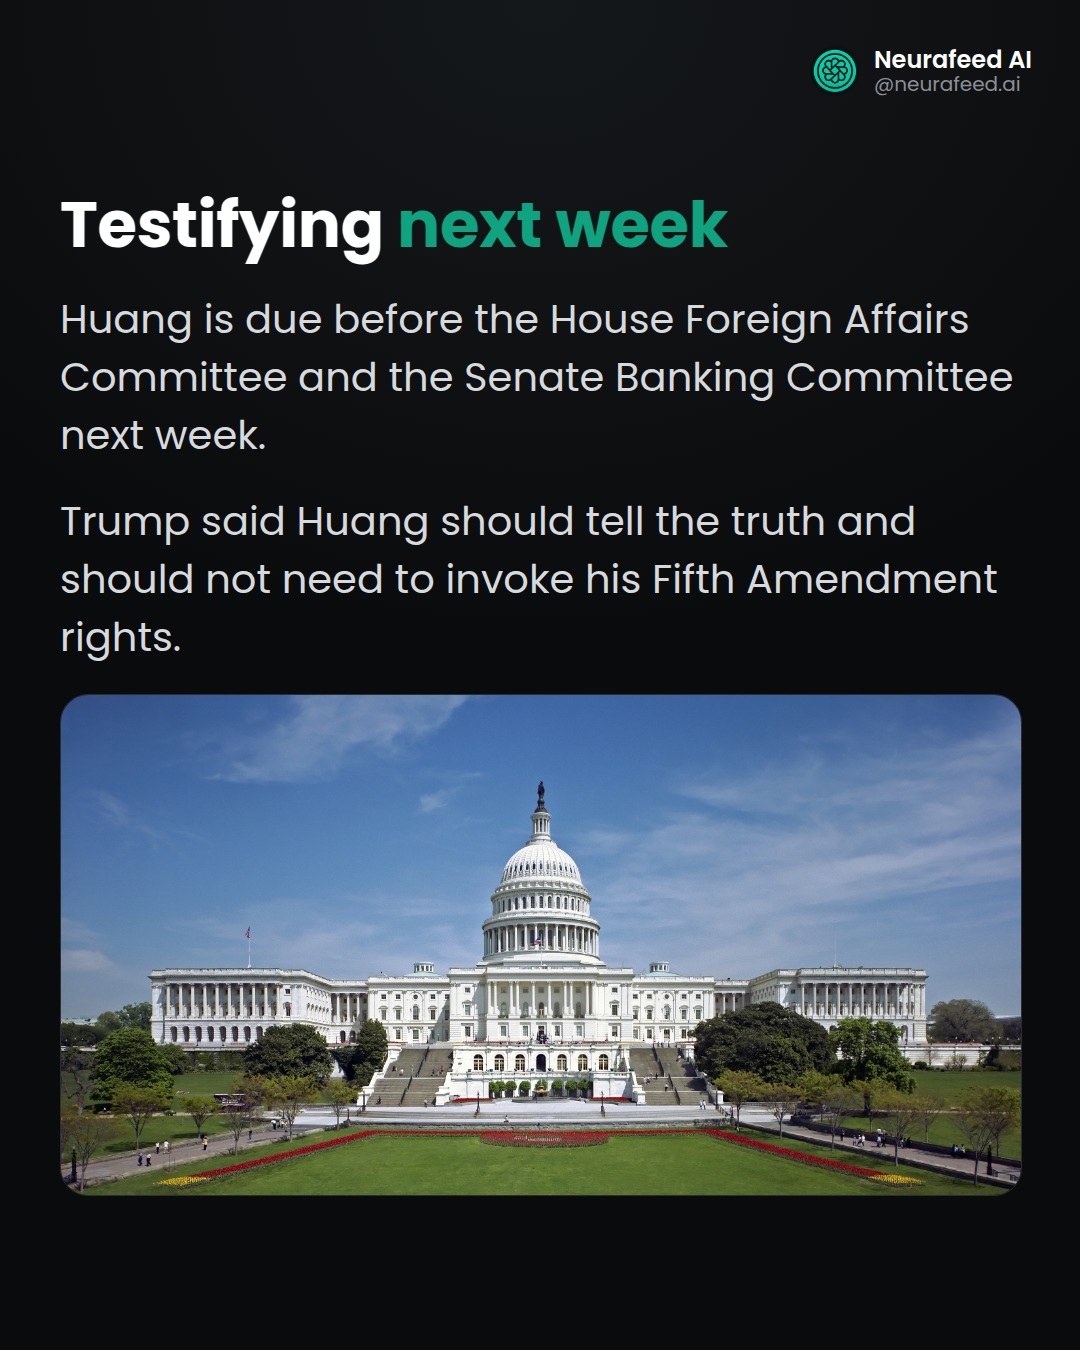 Neurafeed AI
@neurafeed.ai
Testifying next week
Huang is due before the House Foreign Affairs
Committee and the Senate Banking Committee
next week.
Trump said Huang should tell the truth and
should not need to invoke his Fifth Amendment
rights.